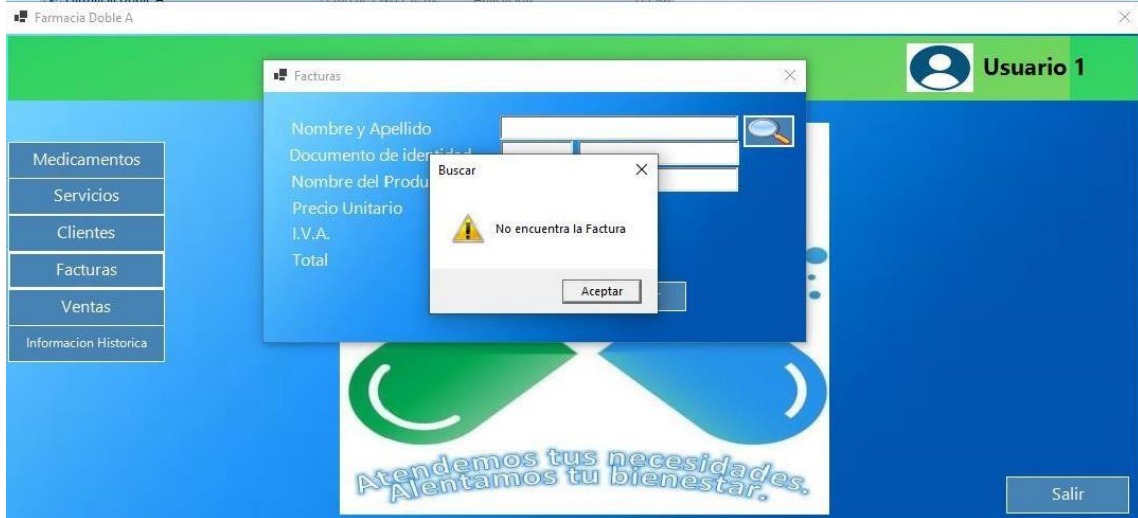 Farmacia Doble A
Usuario 1
Facturas
Nombre y Apellido
Documento de identidad
Nombre del Produ
Precio Unitario
I.V.A.
Total
Buscar
No encuentra la Factura
Aceptar
Medicamentos
Servicios
Clientes
Facturas
Ventas
Informacion Historica
Atendemos tus necesidades.
Alentamos tu bienestar.
Salir